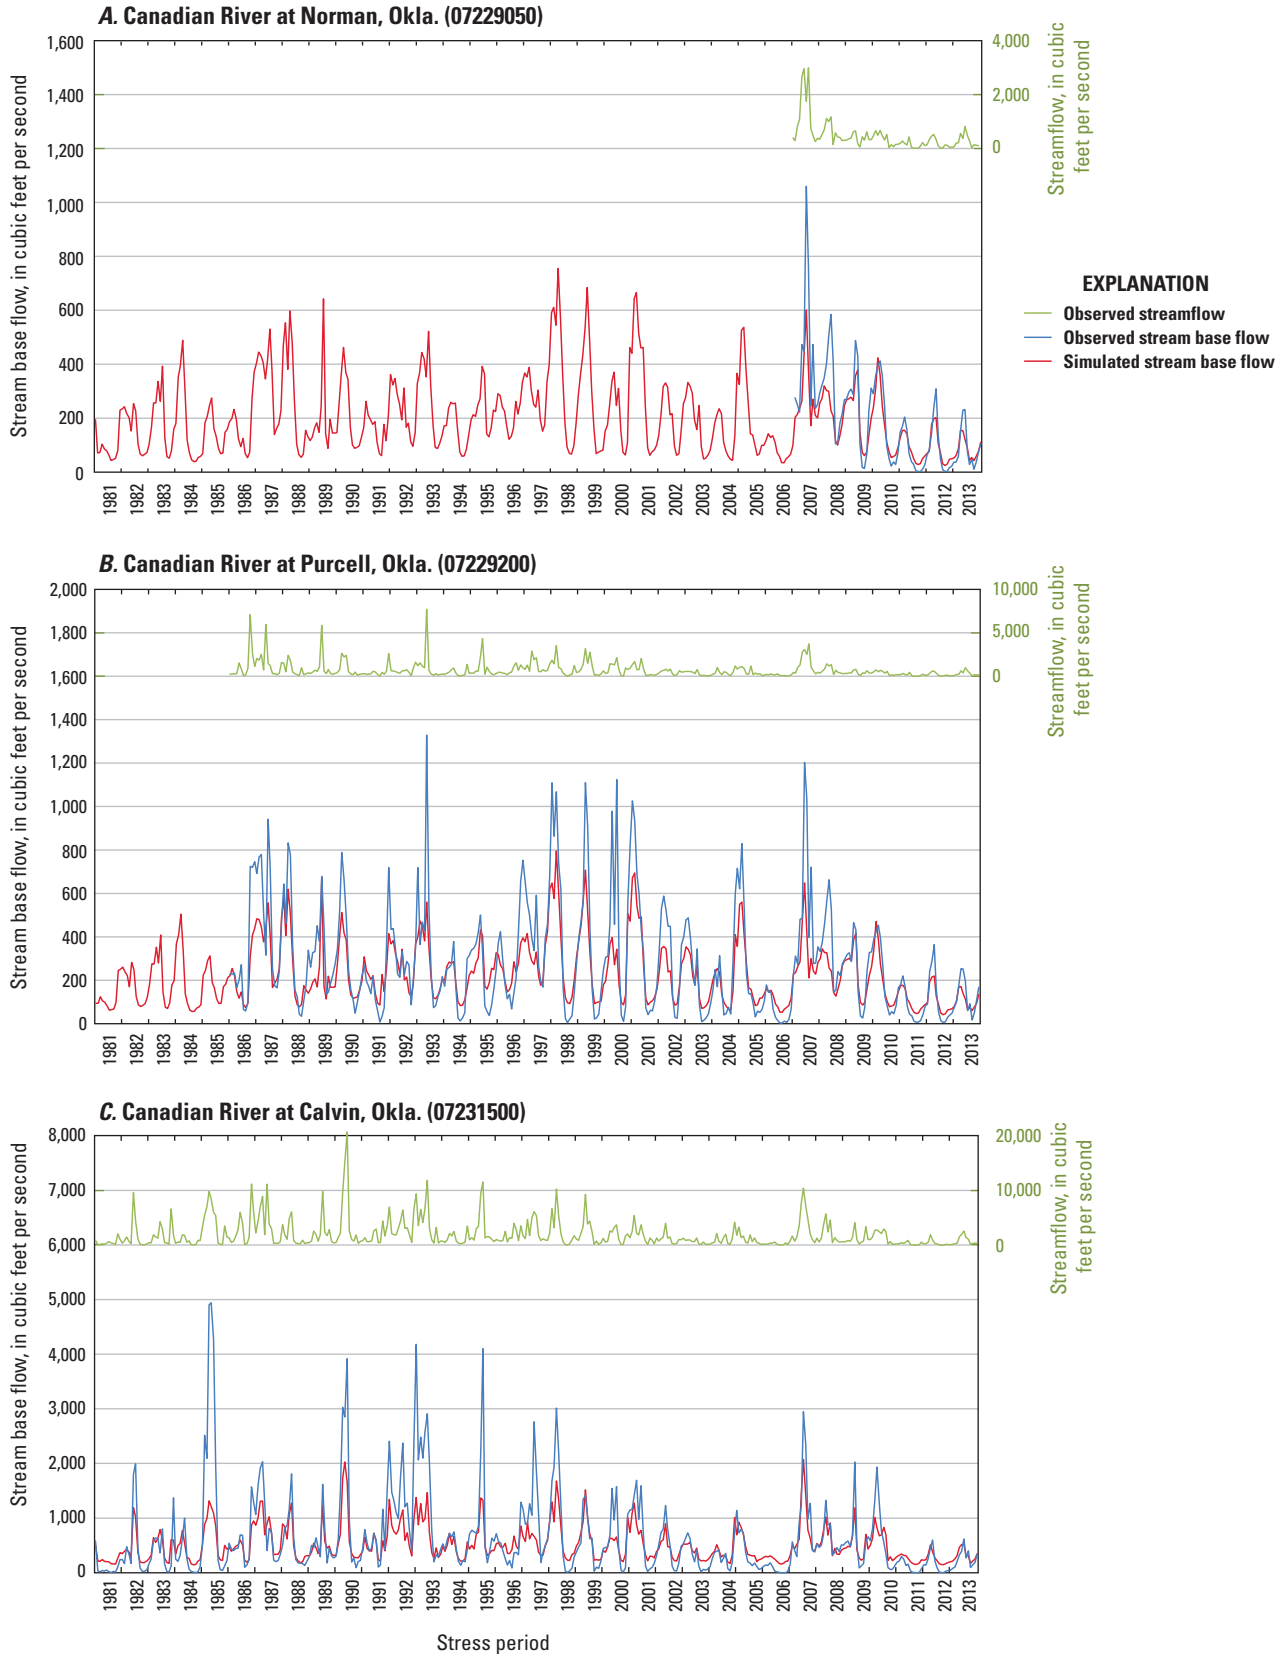 A. Canadian River at Norman, Okla. (07229050)
Stream base flow, in cubic feet per second
1,600
1,400
1,200
1,000
800
600
400
200
0
4,000
2,000
0
Streamflow, in cubic
feet per second
1981 1982 1983 1984 1985 1986 1987 1988 1989 1990 1991 1992 1993 1994 1995 1996 1997 1998 1999 2000 2001 2002 2003 2004 2005 2006 2007 2008 2009 2010 2011 2012 2013
EXPLANATION
Observed streamflow
Observed stream base flow
Simulated stream base flow
B. Canadian River at Purcell, Okla. (07229200)
Stream base flow, in cubic feet per second
2,000
1,800
1,600
1,400
1,200
1,000
800
600
400
200
0
10,000
5,000
0
Streamflow, in cubic
feet per second
1981 1982 1983 1984 1985 1986 1987 1988 1989 1990 1991 1992 1993 1994 1995 1996 1997 1998 1999 2000 2001 2002 2003 2004 2005 2006 2007 2008 2009 2010 2011 2012 2013
C. Canadian River at Calvin, Okla. (07231500)
Stream base flow, in cubic feet per second
8,000
7,000
6,000
5,000
4,000
3,000
2,000
1,000
0
20,000
10,000
0
Streamflow, in cubic
feet per second
1981 1982 1983 1984 1985 1986 1987 1988 1989 1990 1991 1992 1993 1994 1995 1996 1997 1998 1999 2000 2001 2002 2003 2004 2005 2006 2007 2008 2009 2010 2011 2012 2013
Stress period